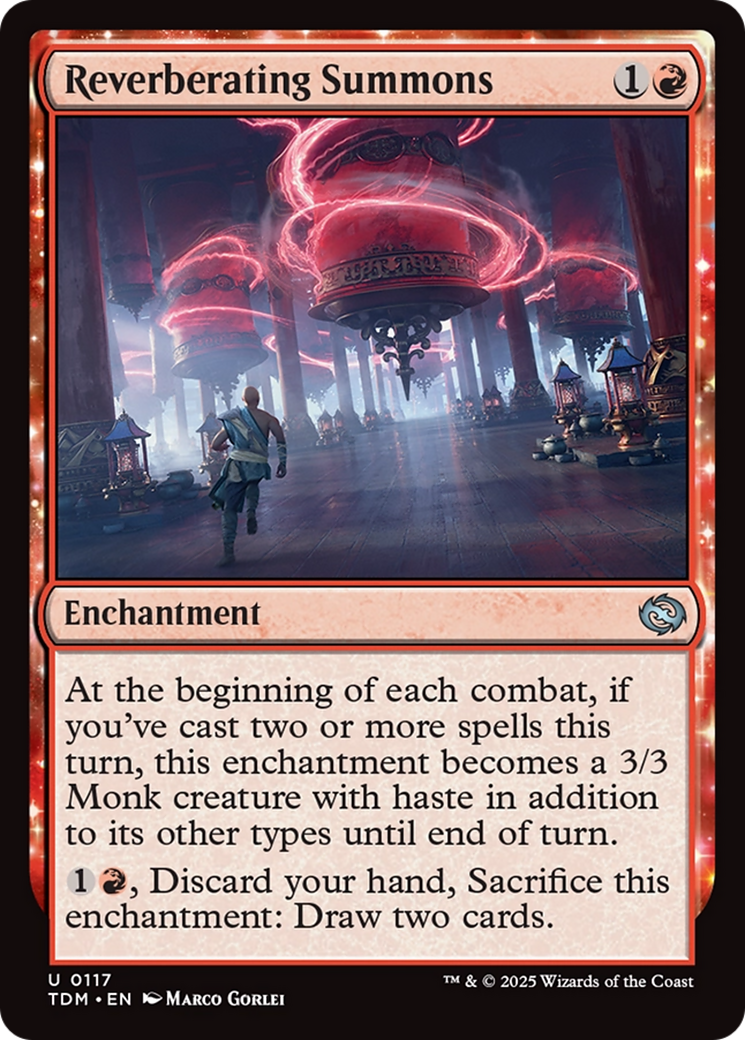 Reverberating Summons 1
Enchantment
At the beginning of each combat, if
you've cast two or more spells this
turn, this enchantment becomes a 3/3
Monk creature with haste in addition
to its other types until end of turn.
1, Discard your hand, Sacrifice this
enchantment: Draw two cards.
U 0117
TDM • EN Marco Gorlei
™ & © 2025 Wizards of the Coast